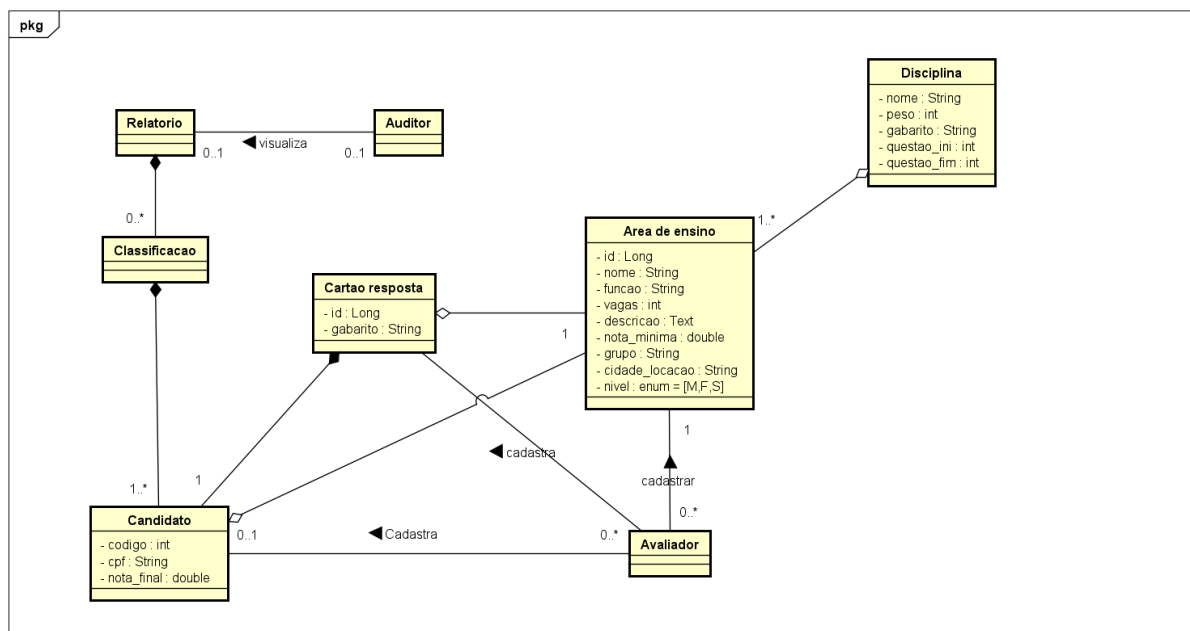 pkg
Disciplina
- nome : String
- peso : int
- gabarito : String
- questao_ini : int
- questao_fim : int
Relatorio
Auditor
visualiza
0..1
0..1
0..*
Classificacao
1..*
Area de ensino
- id : Long
- nome : String
- funcao : String
- vagas : int
- descricao : Text
- nota_minima : double
- grupo : String
- cidade_locacao : String
- nivel : enum = [M,F,S]
Cartao resposta
- id : Long
- gabarito : String
1
1
cadastra
cadastrar
1
1..*
0..*
Candidato
- codigo : int
- cpf : String
- nota_final : double
0..1
Cadastra
0..*
Avaliador